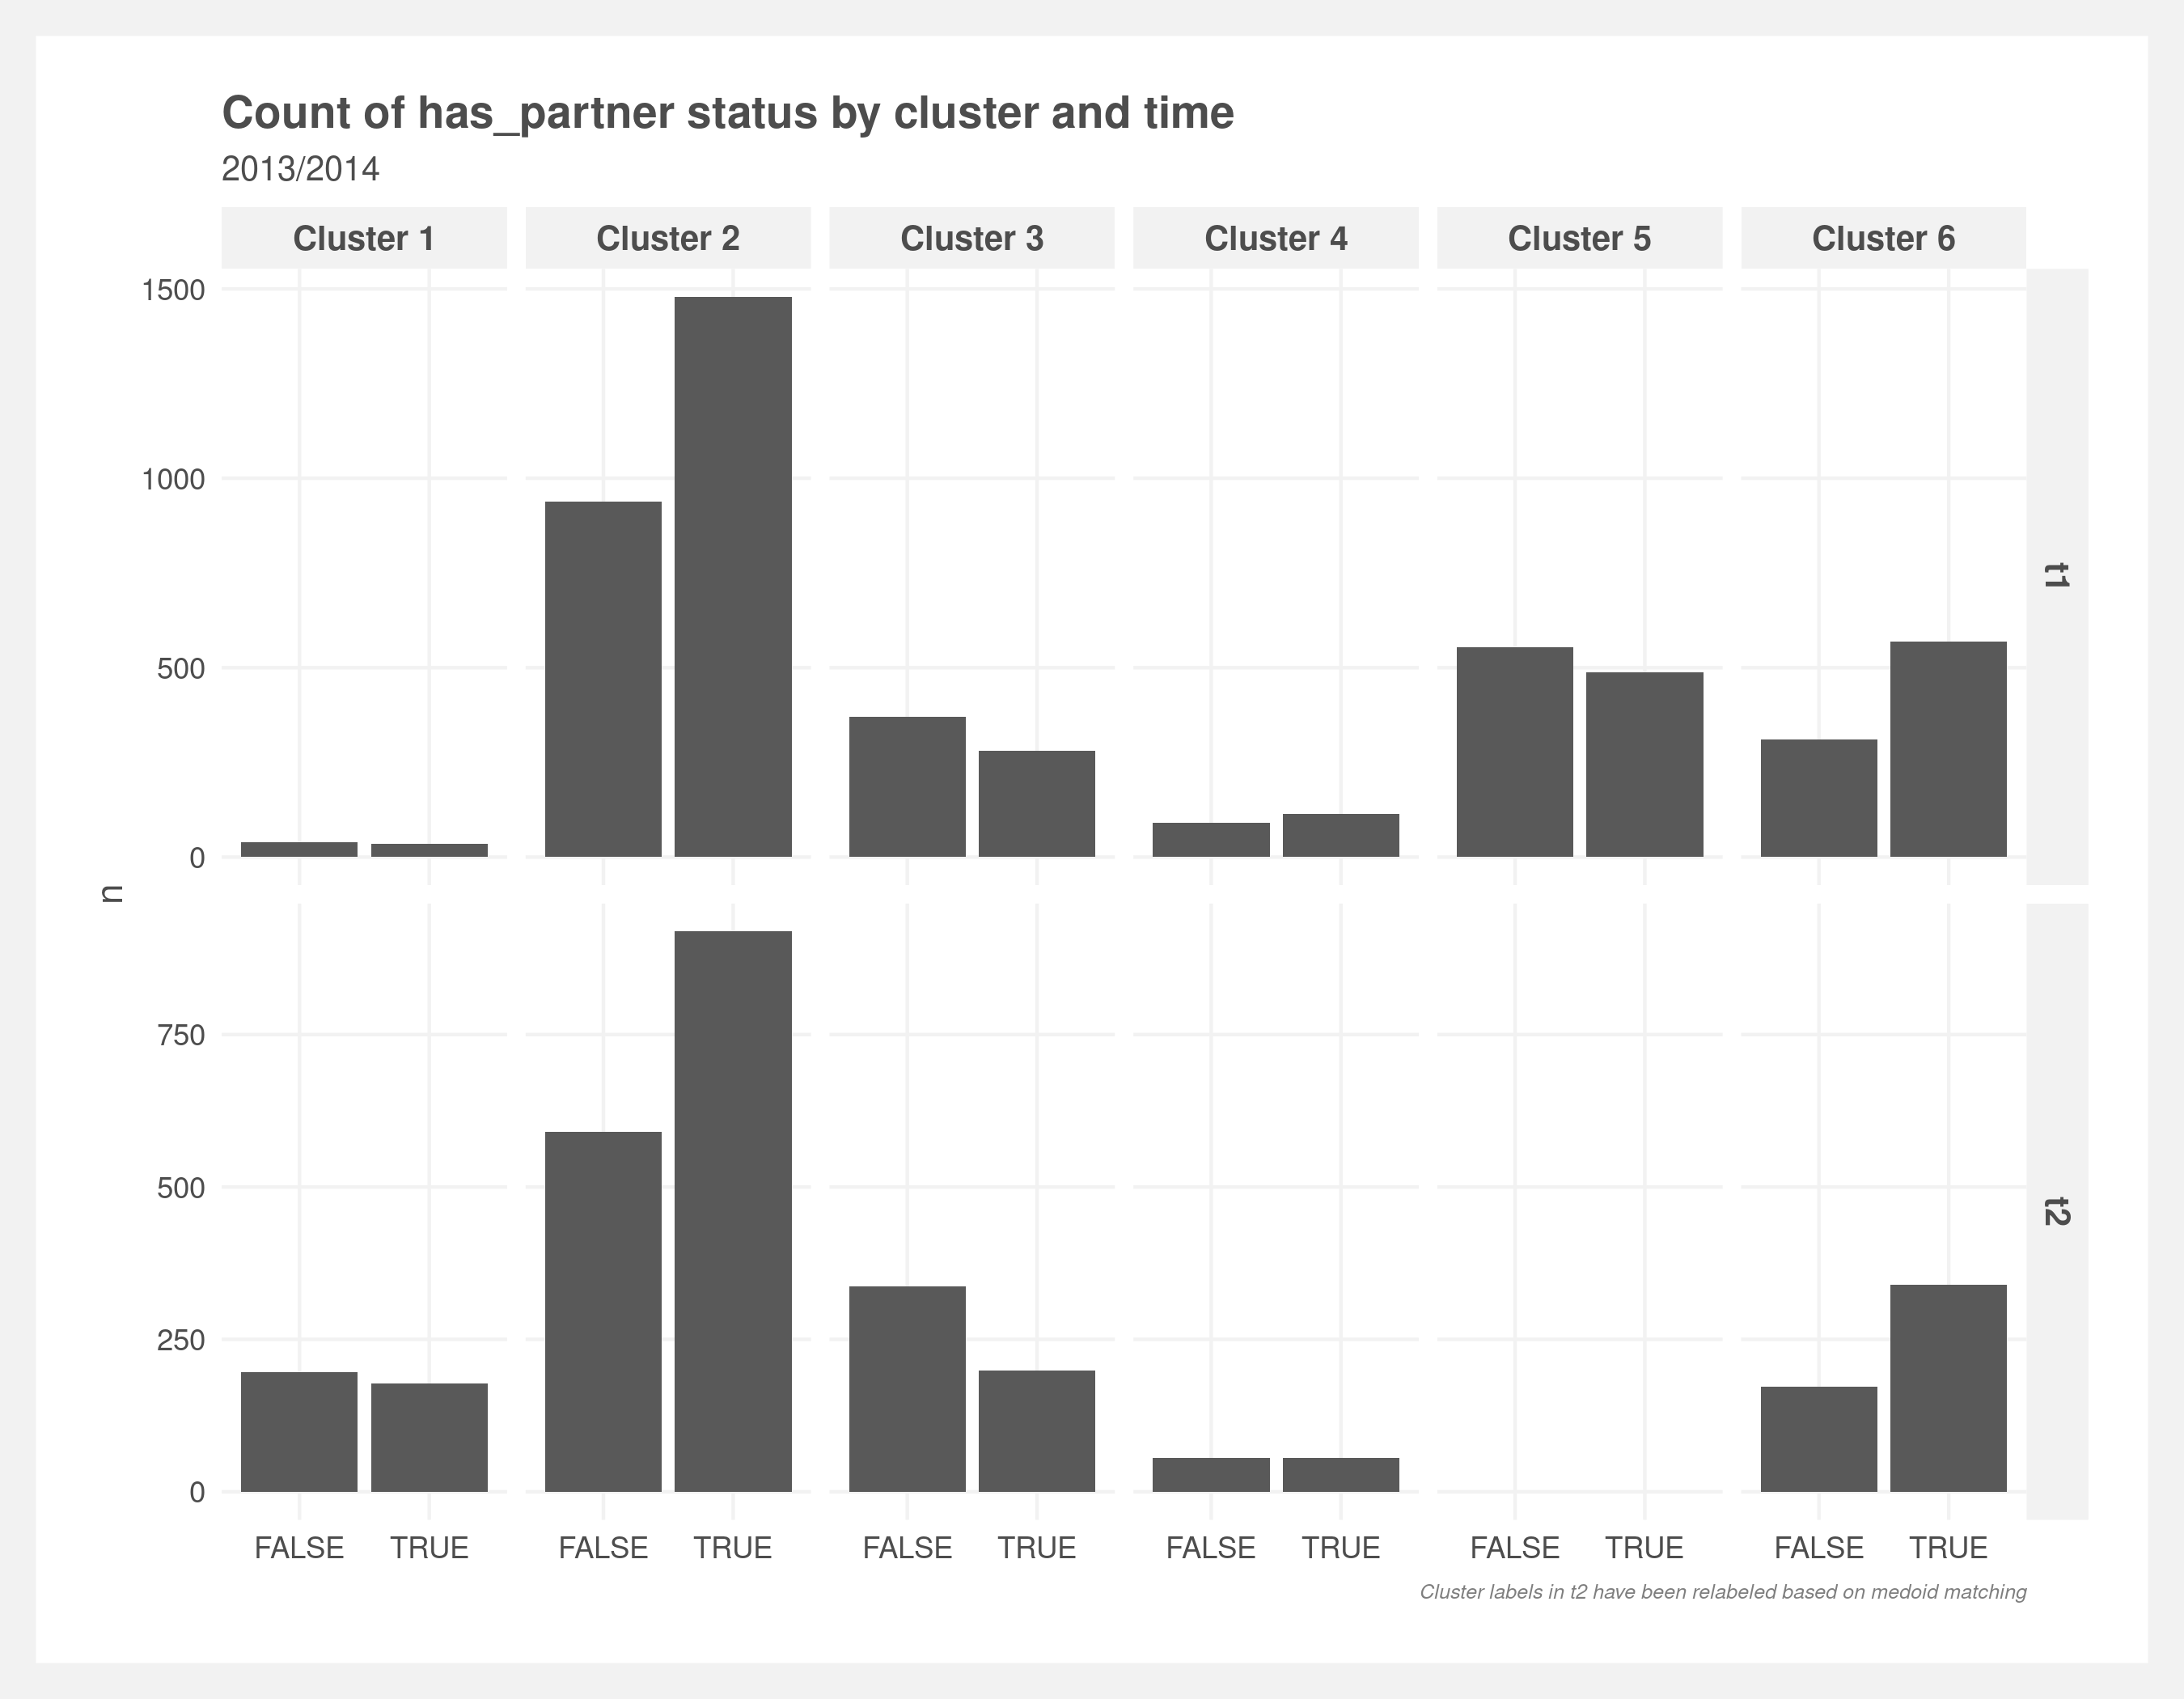 Count of has_partner status by cluster and time
2013/2014
Cluster 1 Cluster 2 Cluster 3 Cluster 4 Cluster 5 Cluster 6
1500
1000
500
0
t1
n
750
500
250
0
t2
FALSE TRUE FALSE TRUE FALSE TRUE FALSE TRUE FALSE TRUE FALSE TRUE
Cluster labels in t2 have been relabeled based on medoid matching